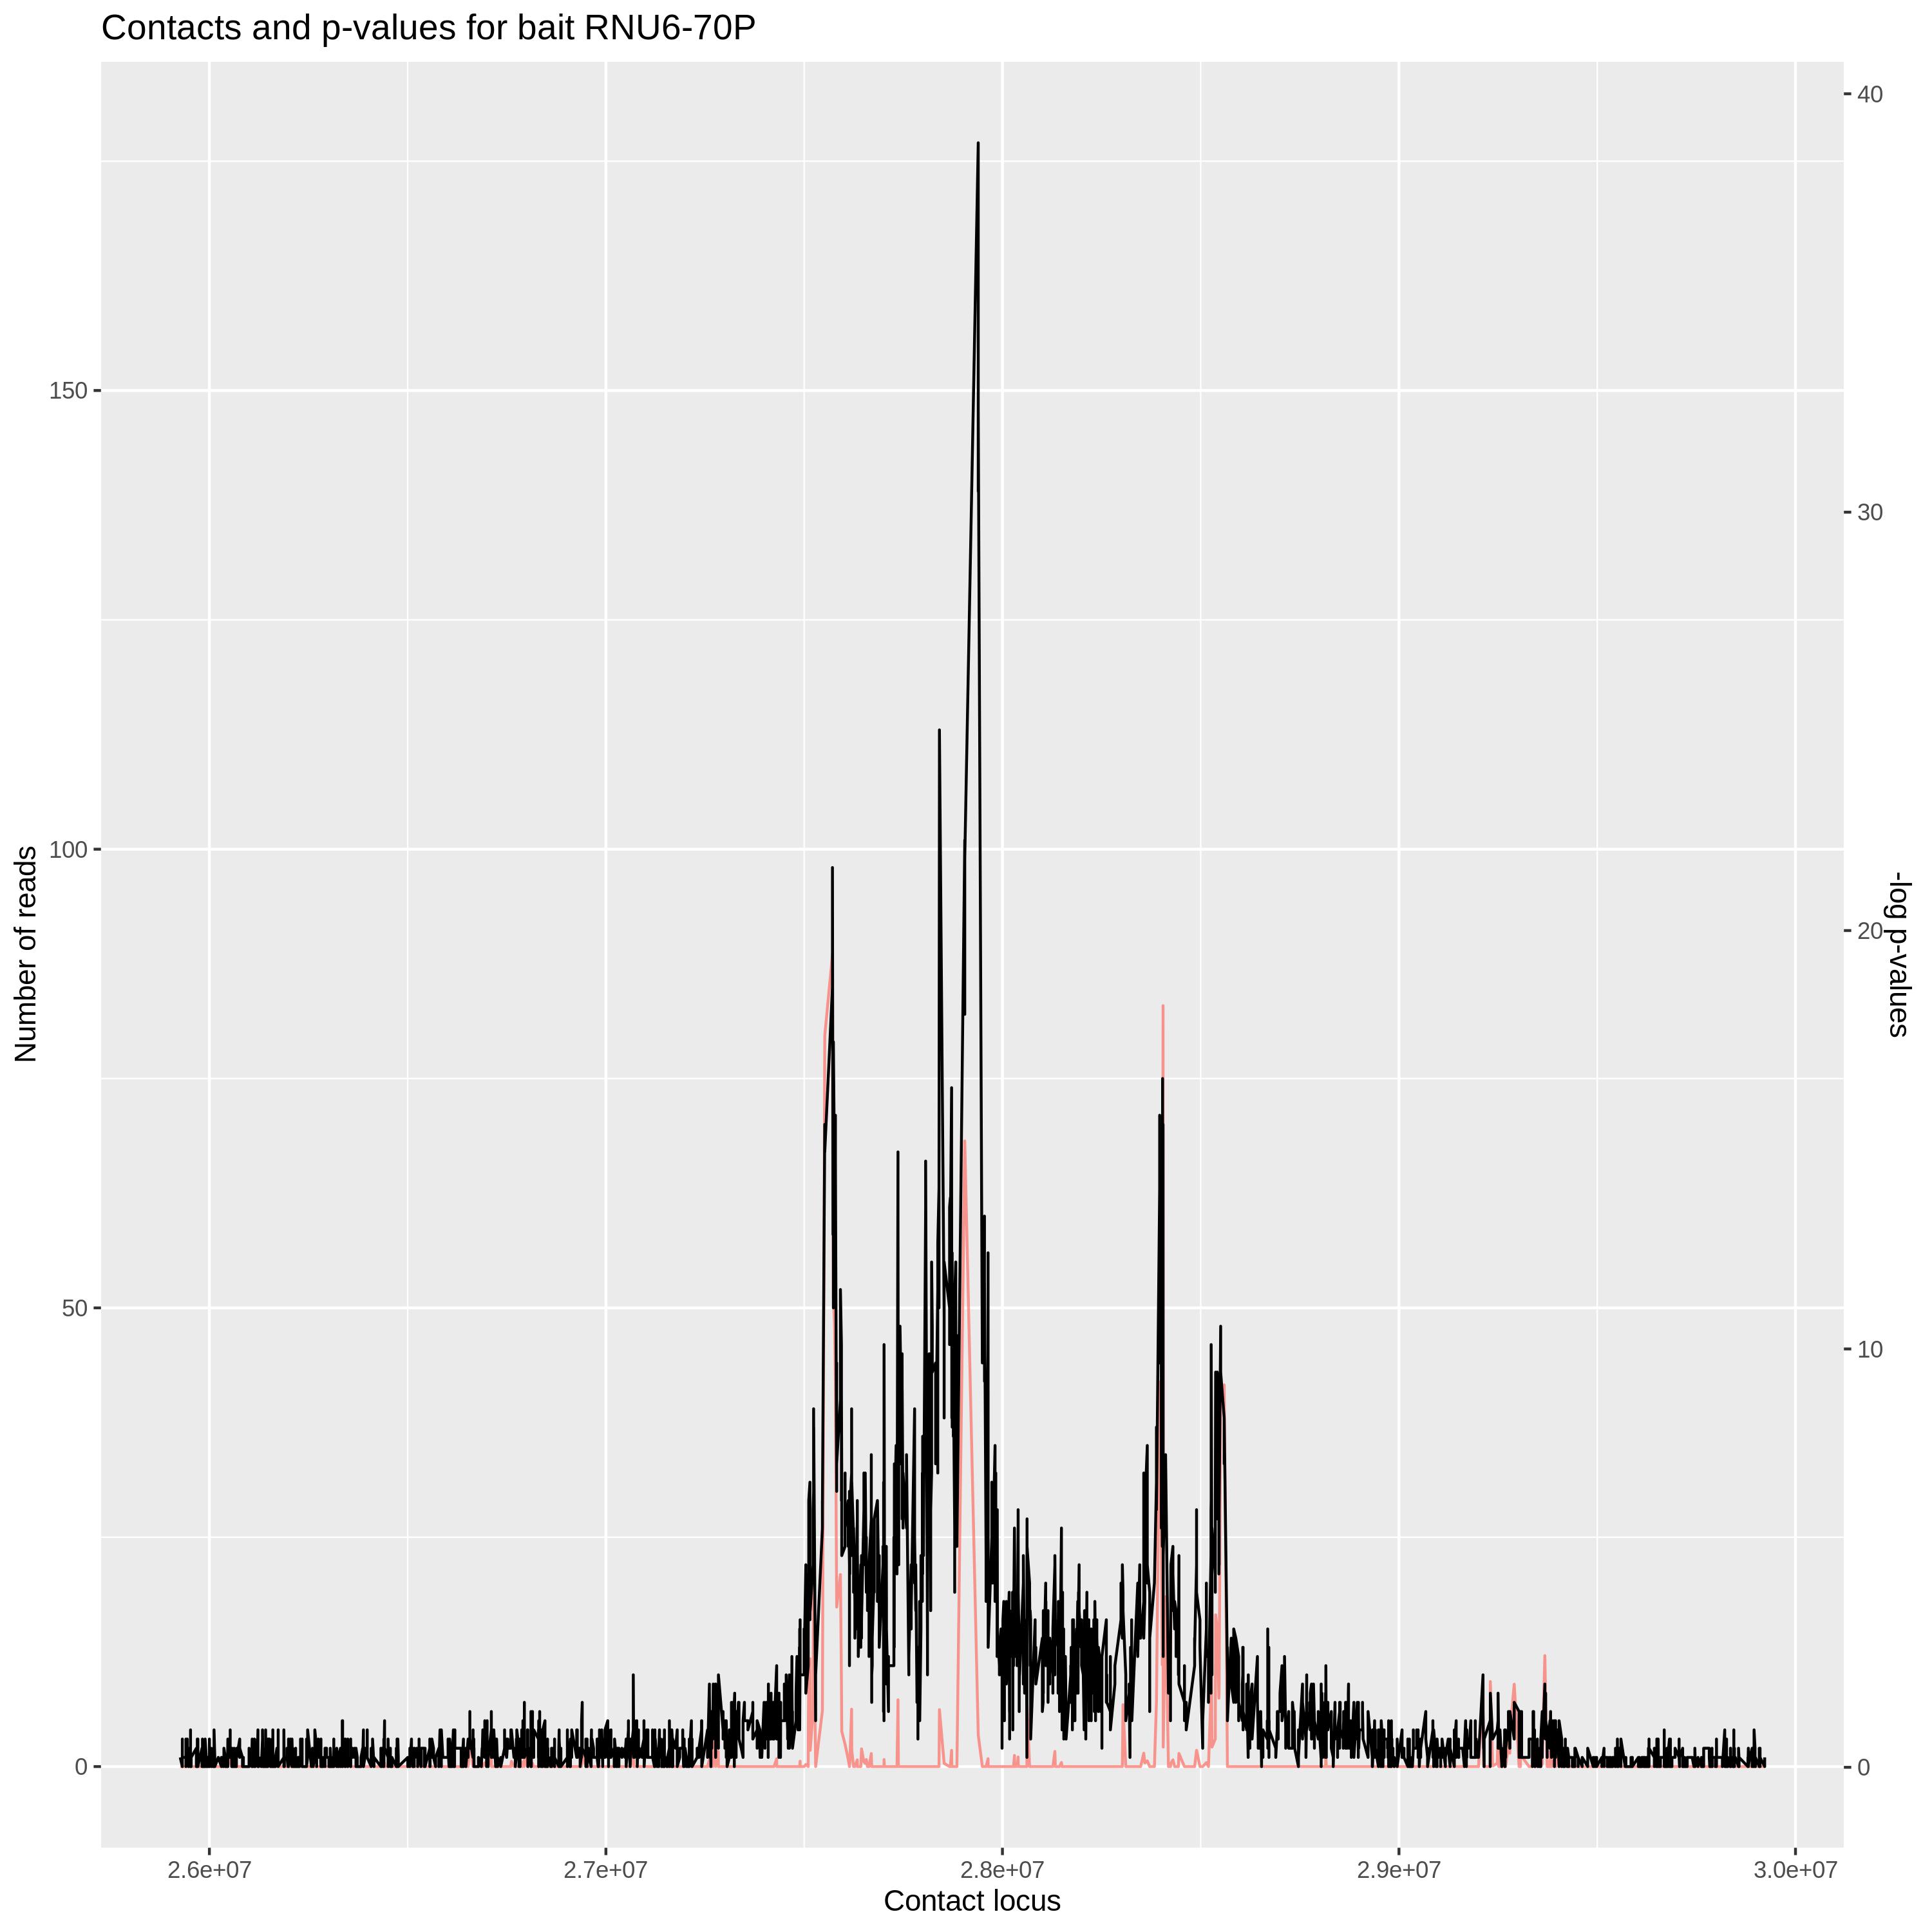 Contacts and p-values for bait RNU6-70P
Number of reads
150
100
50
0
40
30
20
10
0
-log p-values
2.6e+07 2.7e+07 2.8e+07 2.9e+07 3.0e+07
Contact locus